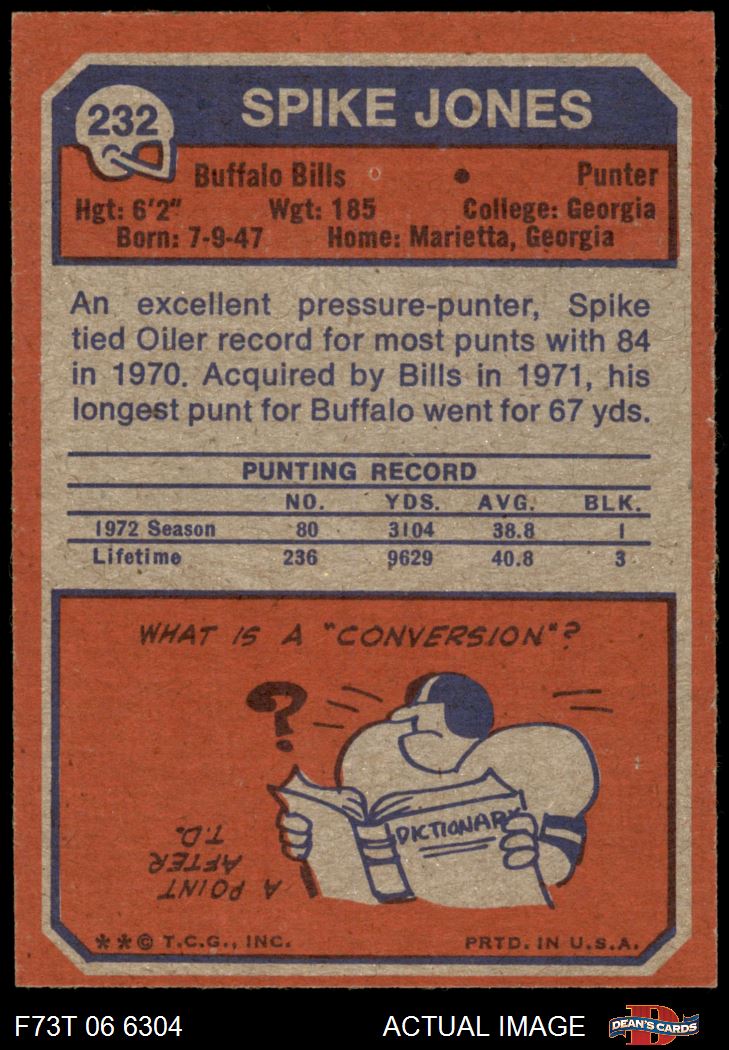 232
SPIKE JONES
Buffalo Bills • Punter
Hgt: 6'2" Wgt: 185 College: Georgia
Born: 7-9-47 Home: Marietta, Georgia
An excellent pressure-punter, Spike
tied Oiler record for most punts with 84
in 1970. Acquired by Bills in 1971, his
longest punt for Buffalo went for 67 yds.
PUNTING RECORD
NO. YDS. AVG. BLK.
1972 Season 80 3104 38.8 1
Lifetime 236 9629 40.8 3
WHAT IS A "CONVERSION"?
?
DICTIONARY
A POINT
AFTER
T.D.
**© T.C.G., INC. PRTD. IN U.S.A.
F73T 06 6304 ACTUAL IMAGE DEAN'S CARDS